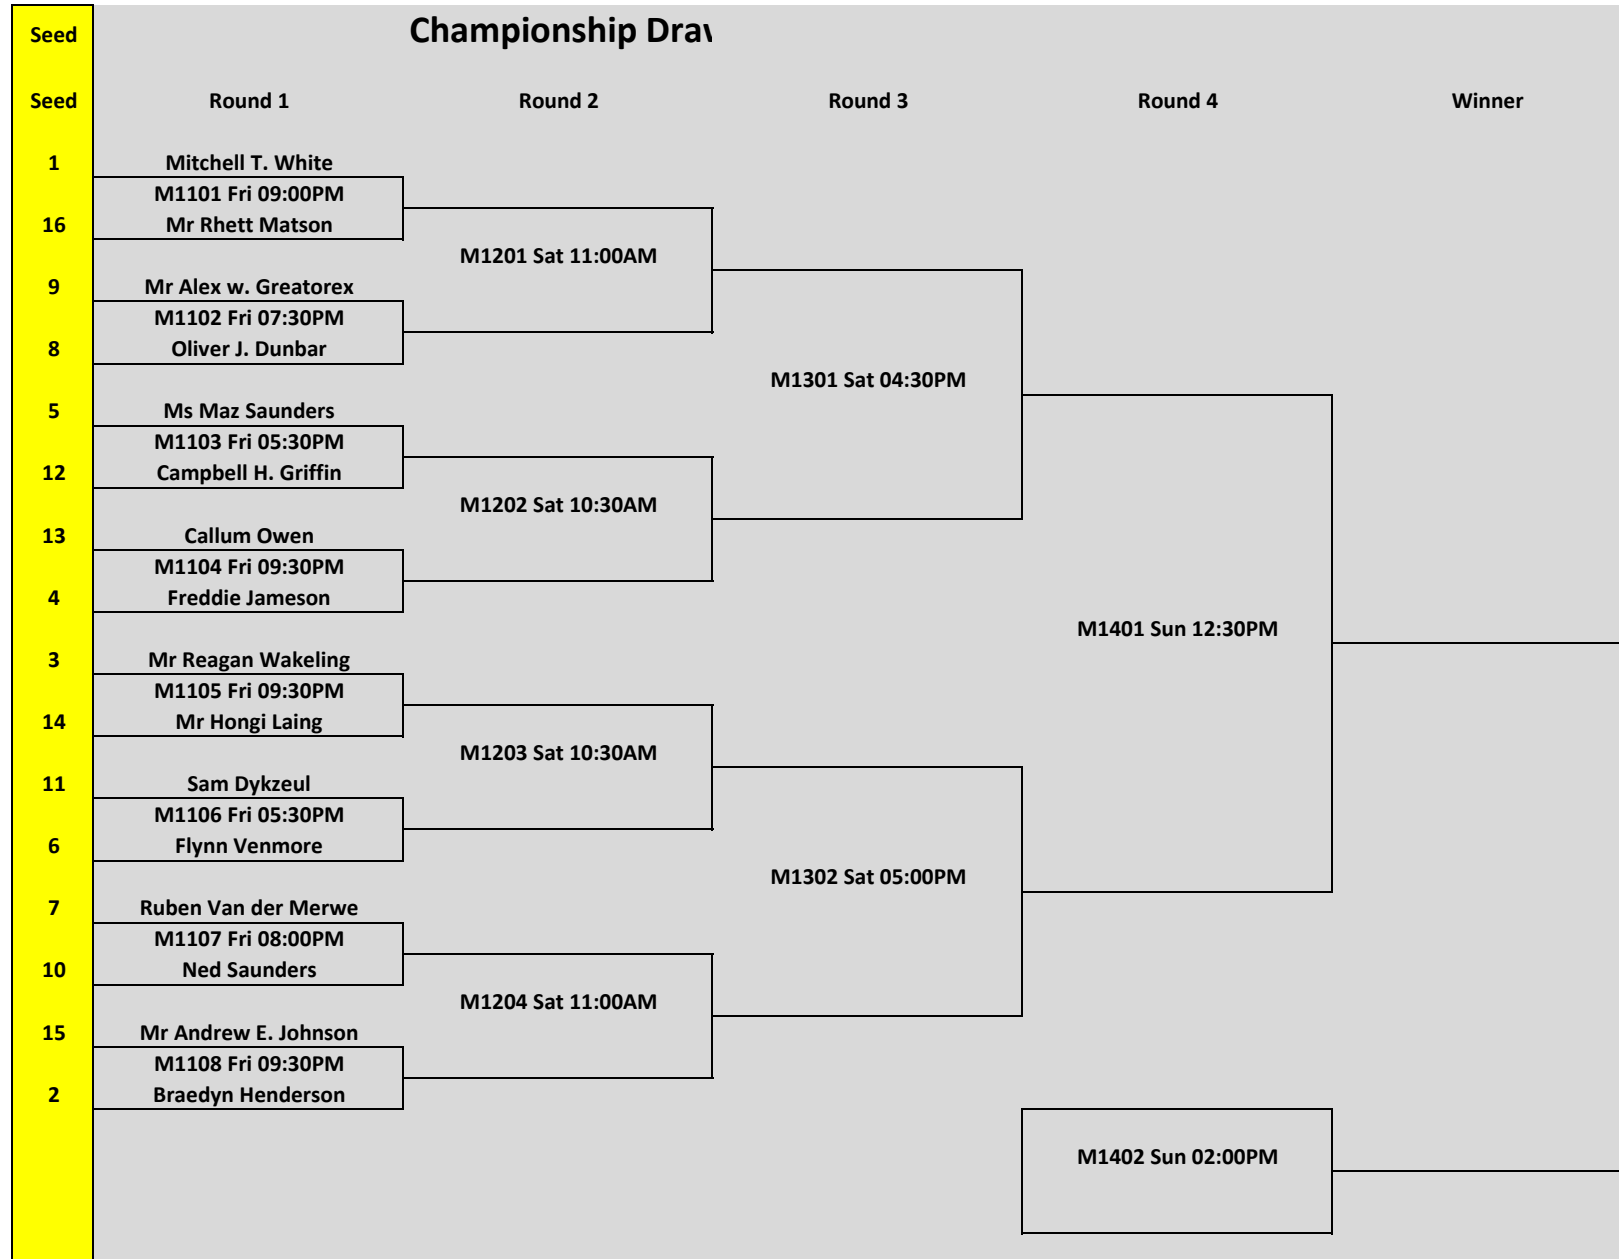 Seed Championship Drav
Seed Round 1 Round 2 Round 3 Round 4 Winner
1 Mitchell T. White
M1101 Fri 09:00PM
16 Mr Rhett Matson
M1201 Sat 11:00AM
9 Mr Alex w. Greatorex
M1102 Fri 07:30PM
8 Oliver J. Dunbar
M1301 Sat 04:30PM
5 Ms Maz Saunders
M1103 Fri 05:30PM
12 Campbell H. Griffin
M1202 Sat 10:30AM
13 Callum Owen
M1104 Fri 09:30PM
4 Freddie Jameson
M1401 Sun 12:30PM
3 Mr Reagan Wakeling
M1105 Fri 09:30PM
14 Mr Hongi Laing
M1203 Sat 10:30AM
11 Sam Dykzeul
M1106 Fri 05:30PM
6 Flynn Venmore
M1302 Sat 05:00PM
7 Ruben Van der Merwe
M1107 Fri 08:00PM
10 Ned Saunders
M1204 Sat 11:00AM
15 Mr Andrew E. Johnson
M1108 Fri 09:30PM
2 Braedyn Henderson
M1402 Sun 02:00PM